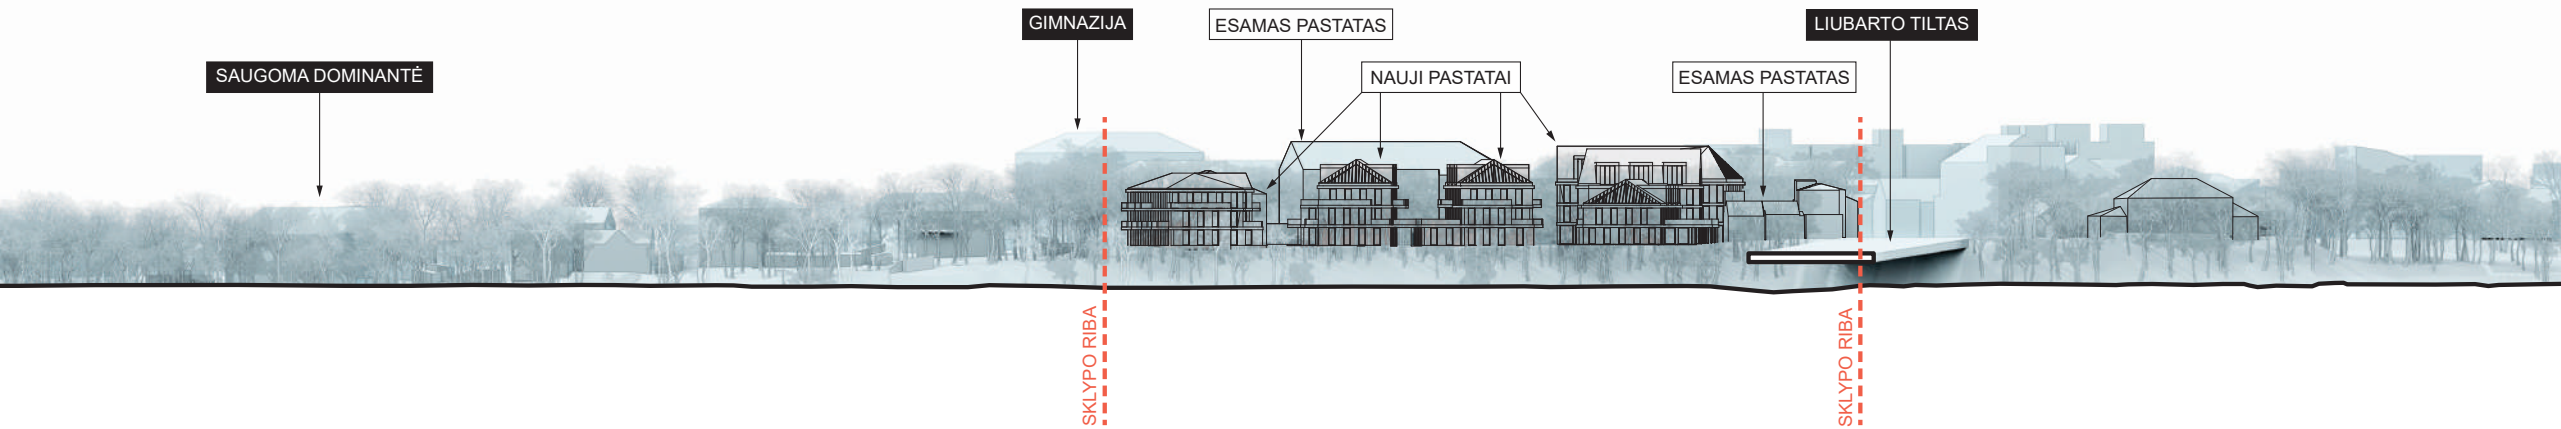 GIMNAZIJA
ESAMAS PASTATAS
LIUBARTO TILTAS
SAUGOMA DOMINANTĖ
NAUJI PASTATAI
ESAMAS PASTATAS
SKLYPO RIBA
SKLYPO RIBA